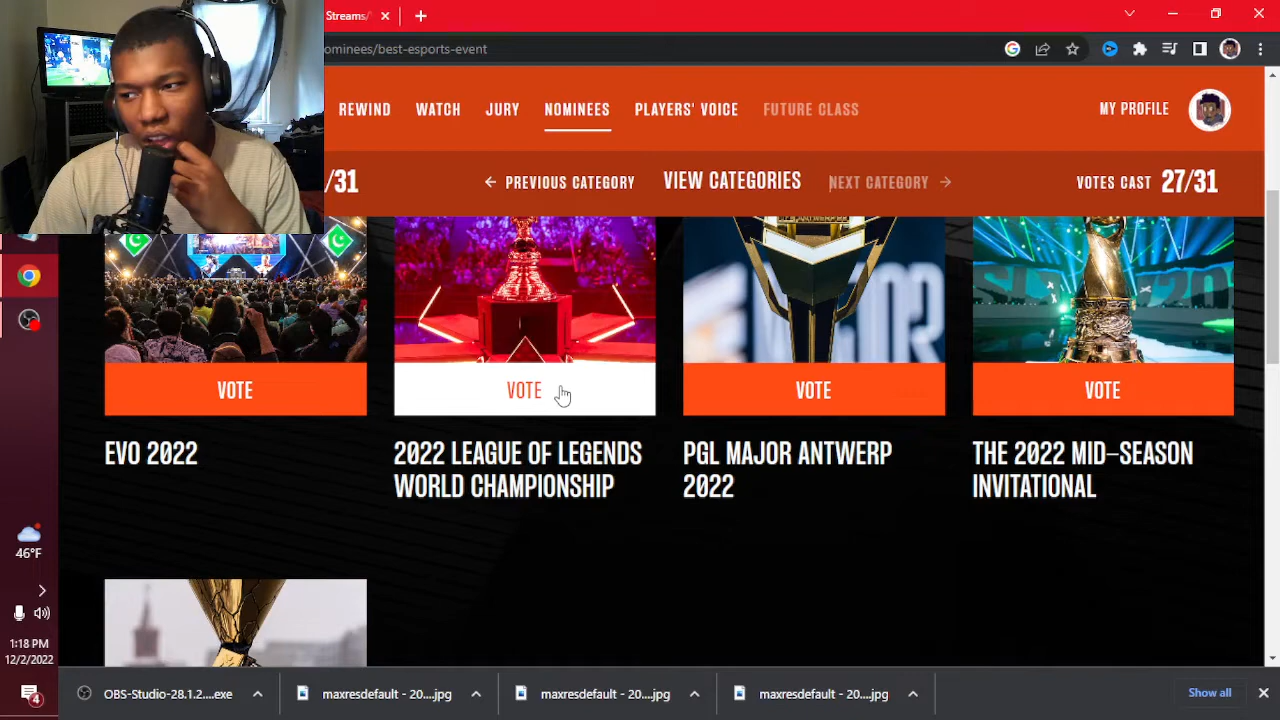 Streams/
ominees/best-esports-event
REWIND
WATCH
JURY
NOMINEES
PLAYERS' VOICE
FUTURE CLASS
MY PROFILE
/31
PREVIOUS CATEGORY
VIEW CATEGORIES
NEXT CATEGORY
VOTES CAST 27/31
VOTE
VOTE
VOTE
VOTE
EVO 2022
2022 LEAGUE OF LEGENDS
WORLD CHAMPIONSHIP
PGL MAJOR ANTWERP
2022
THE 2022 MID-SEASON
INVITATIONAL
46°F
1:18 PM
12/2/2022
4
OBS-Studio-28.1.2....exe
maxresdefault - 20....jpg
maxresdefault - 20....jpg
maxresdefault - 20....jpg
Show all